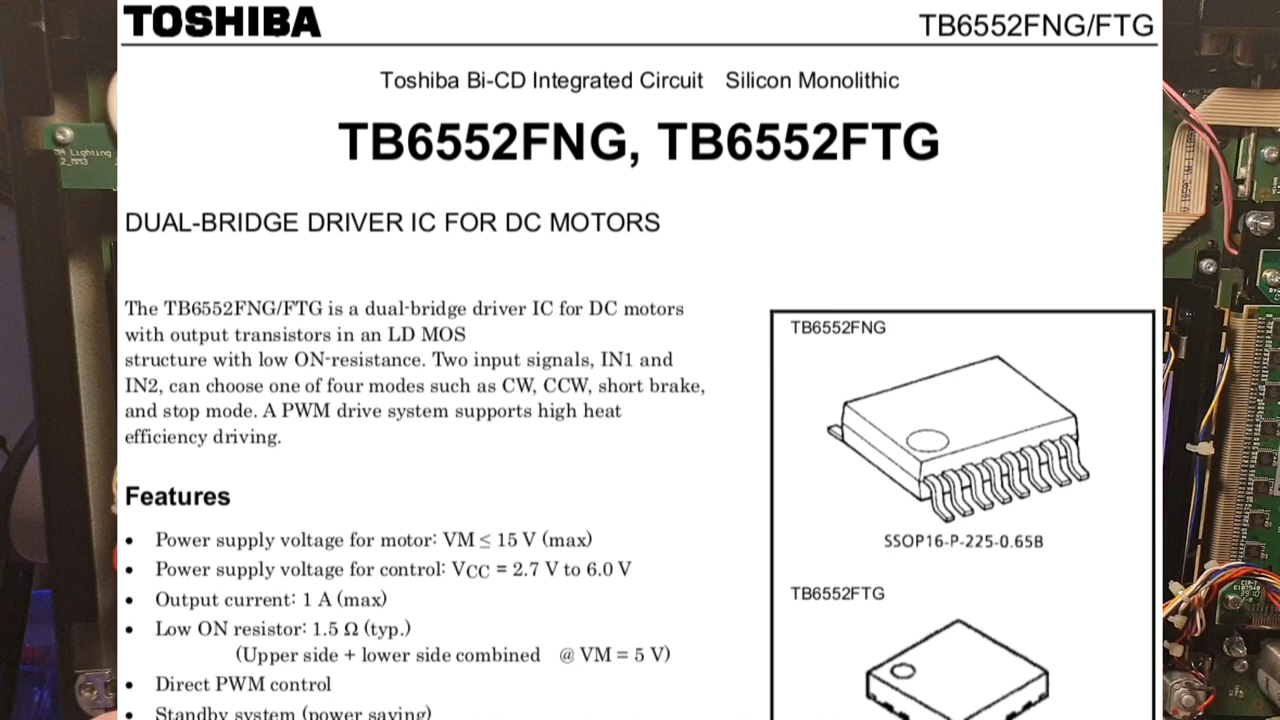 TOSHIBA
TB6552FNG/FTG
Toshiba Bi-CD Integrated Circuit Silicon Monolithic
TB6552FNG, TB6552FTG
DUAL-BRIDGE DRIVER IC FOR DC MOTORS
The TB6552FNG/FTG is a dual-bridge driver IC for DC motors
with output transistors in an LD MOS
structure with low ON-resistance. Two input signals, IN1 and
IN2, can choose one of four modes such as CW, CCW, short brake,
and stop mode. A PWM drive system supports high heat
efficiency driving.
Features
• Power supply voltage for motor: VM ≤ 15 V (max)
• Power supply voltage for control: VCC = 2.7 V to 6.0 V
• Output current: 1 A (max)
• Low ON resistor: 1.5 Ω (typ.)
(Upper side + lower side combined @ VM = 5 V)
• Direct PWM control
• Standby system (power saving)
TB6552FNG
SSOP16-P-225-0.65B
TB6552FTG
Lighting
2_MM3